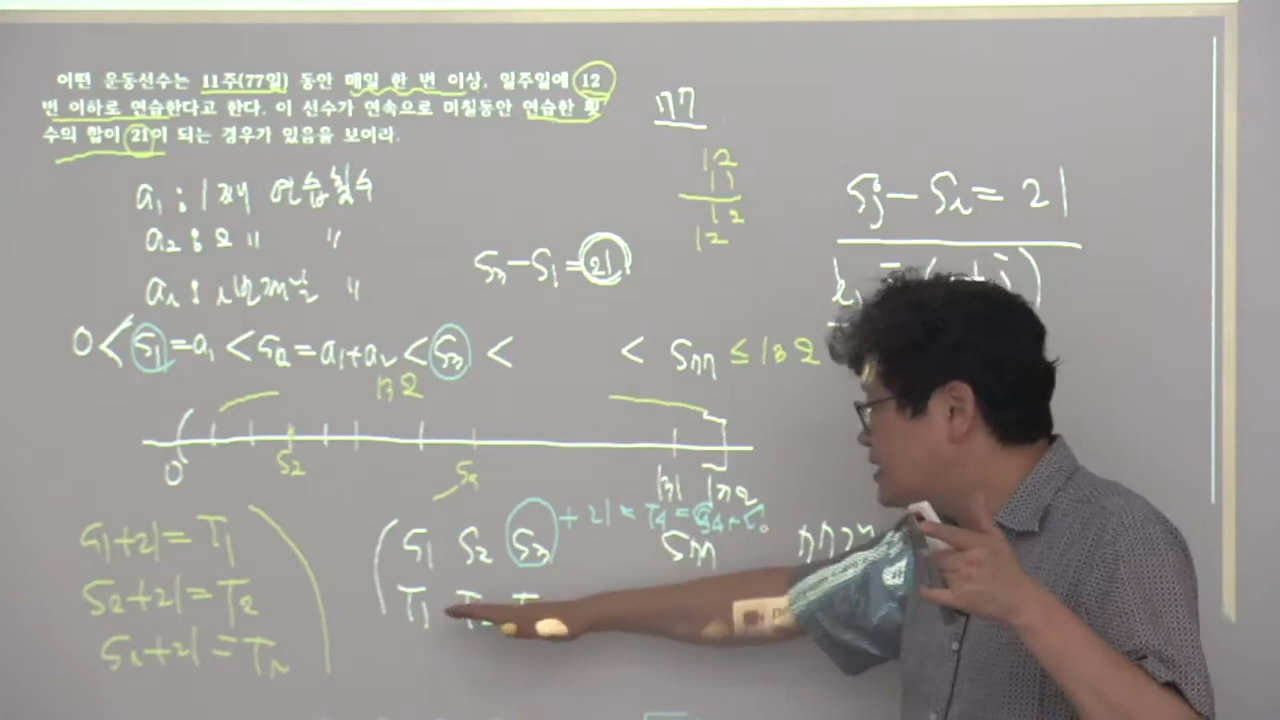 어떤 운동선수는 11주(77일) 동안 매일 한 번 이상, 일주일에 12
번 이하로 연습한다고 한다. 이 선수가 연속으로 며칠동안 연습한 횟
수의 합이 21이 되는 경우가 있음을 보이라.
77
12
11
12
12
a₁ : 1째 연습횟수
a₂ : 2 〃 〃
aᵢ : i번째날 〃
S₃-S₁=21
Sⱼ-Sᵢ=21
0<S₁=a₁<S₂=a₁+a₂<S₃< <S₇₇≤132
132
0 S₂ 131 132
S₁+21=T₁
S₂+21=T₂
Sᵢ+21=Tᵢ
S₁ S₂ S₃ +21=T₄= S₇₇
T₁